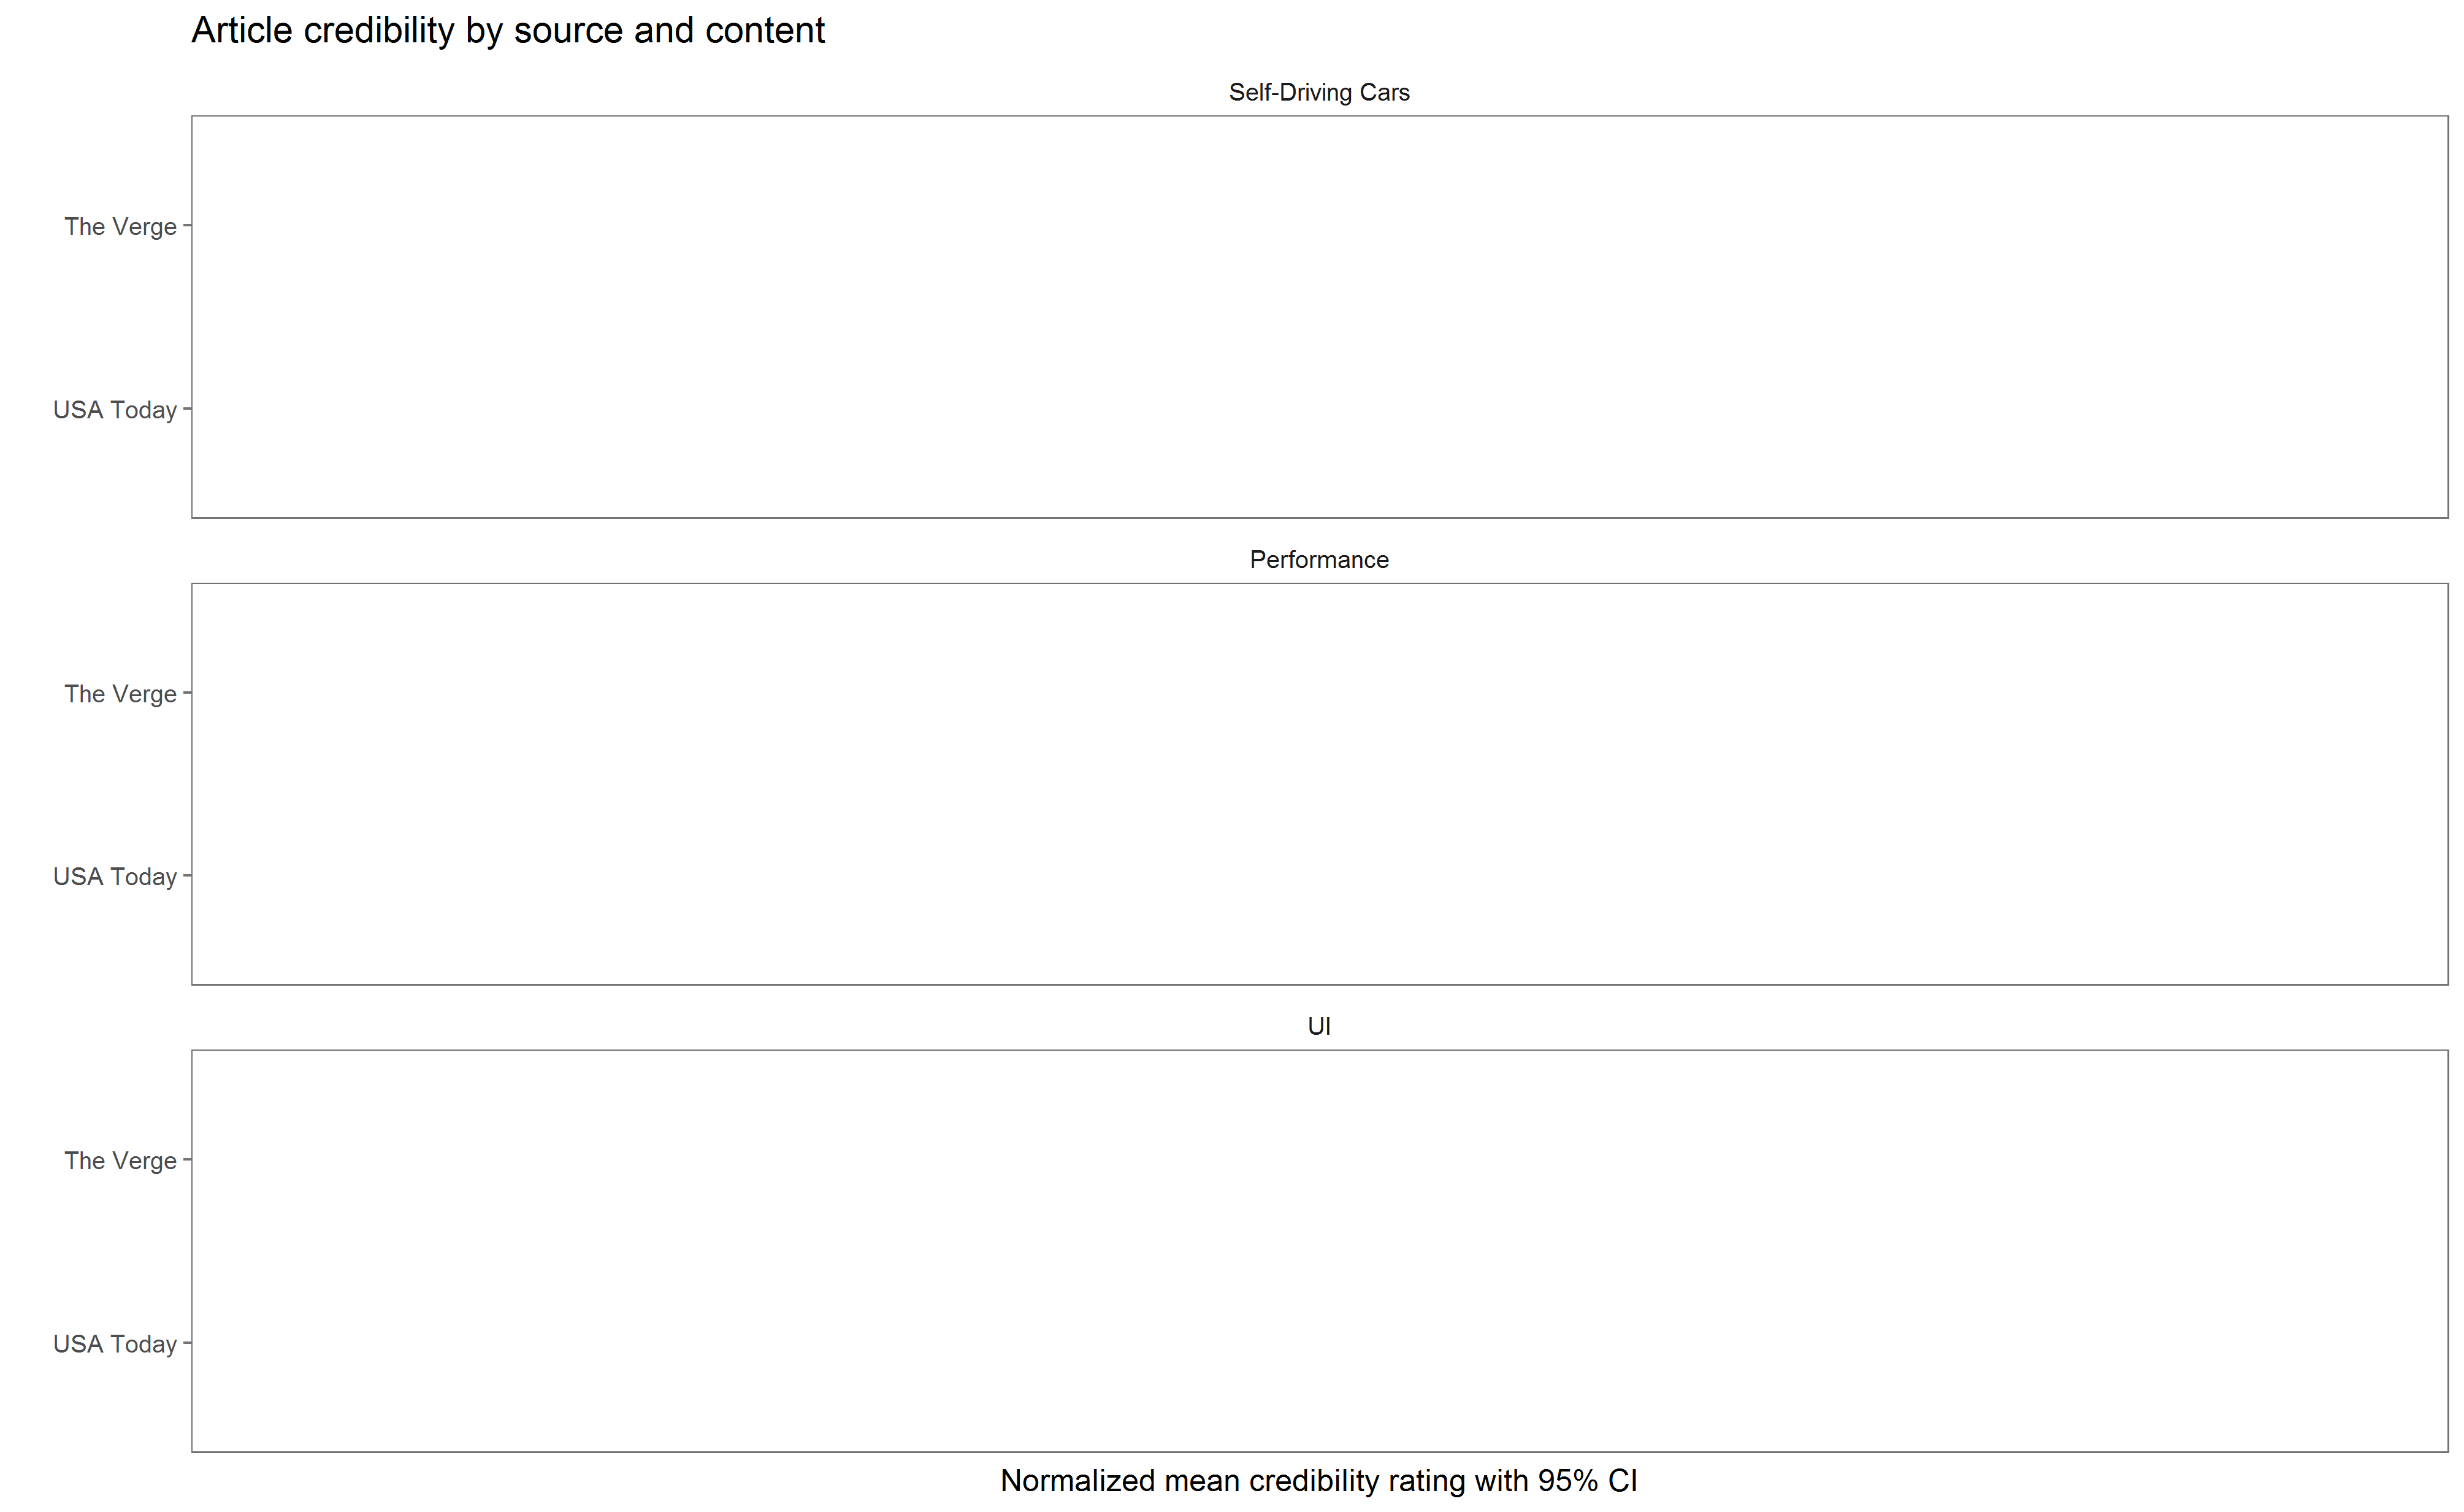 Article credibility by source and content
Self-Driving Cars
The Verge
USA Today
Performance
The Verge
USA Today
UI
The Verge
USA Today
Normalized mean credibility rating with 95% CI